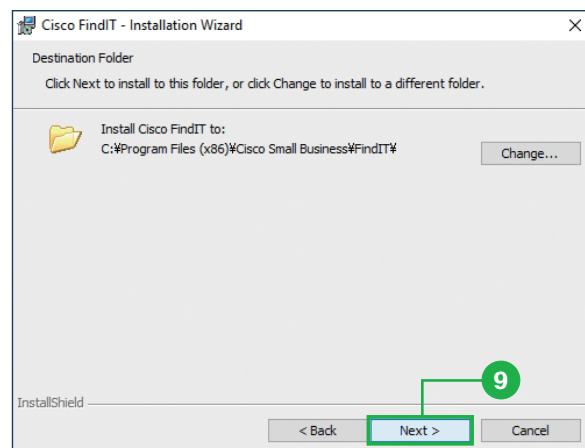 Cisco FindIT - Installation Wizard
Destination Folder
Click Next to install to this folder, or click Change to install to a different folder.
Install Cisco FindIT to:
C:¥Program Files (x86)¥Cisco Small Business¥FindIT¥
Change...
9
InstallShield
< Back
Next >
Cancel